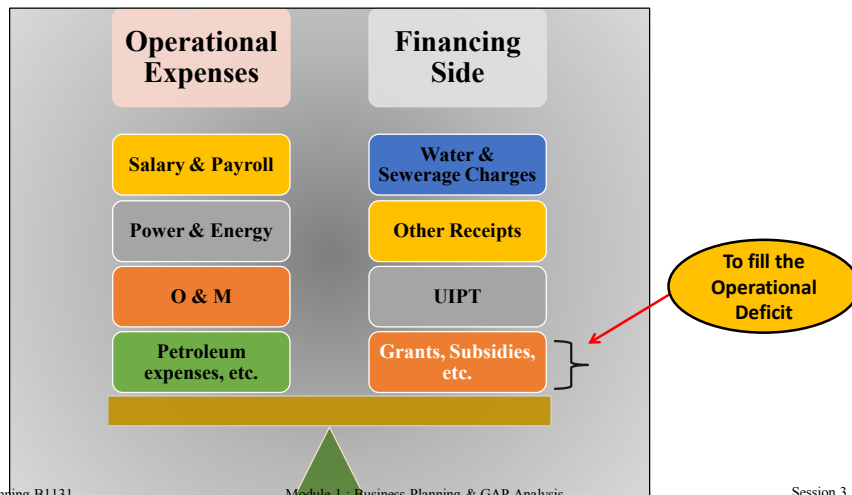 Operational
Expenses
Financing
Side
Salary & Payroll
Water &
Sewerage Charges
Power & Energy
Other Receipts
O & M
UIPT
Petroleum
expenses, etc.
Grants, Subsidies,
etc.
To fill the
Operational
Deficit
B1131
Module 1 : Business Planning & GAP Analysis
Session 3